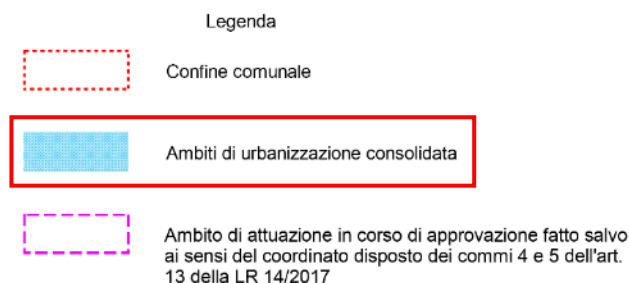 Legenda
Confine comunale
Ambiti di urbanizzazione consolidata
Ambito di attuazione in corso di approvazione fatto salvo
ai sensi del coordinato disposto dei commi 4 e 5 dell'art.
13 della LR 14/2017